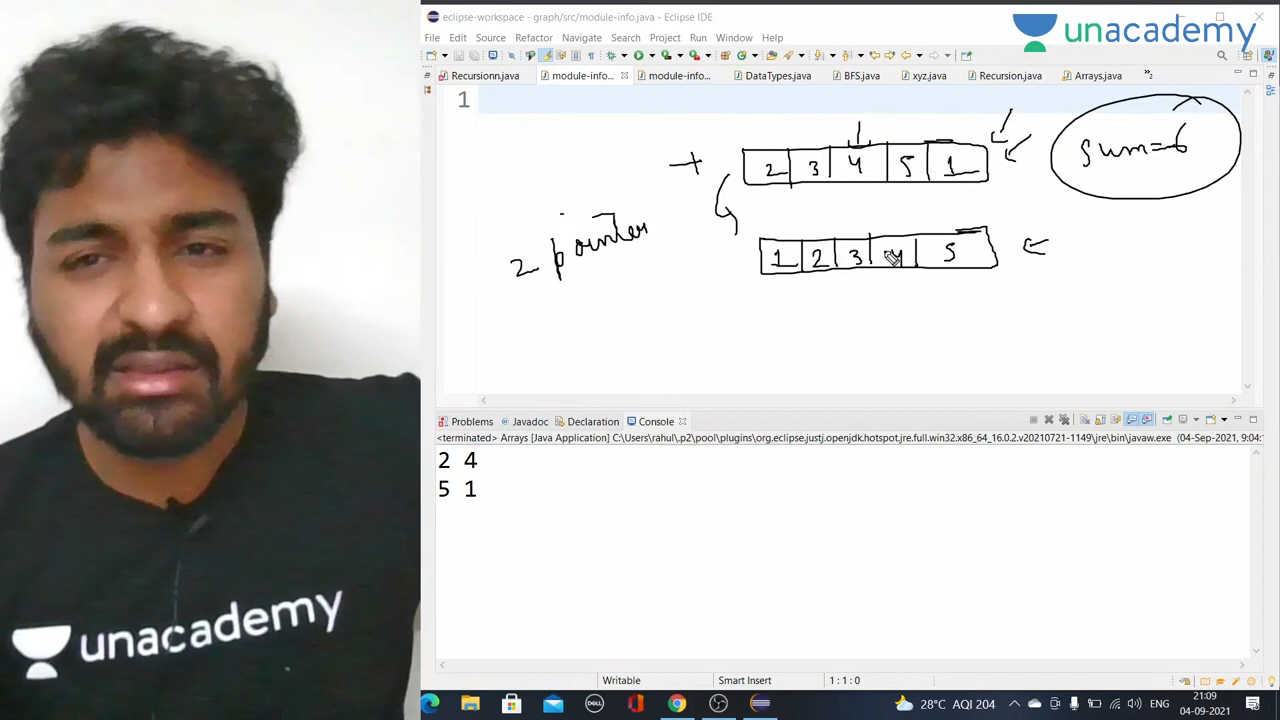 eclipse-workspace - graph/src/module-info.java - Eclipse IDE
unacademy
File Edit Source Refactor Navigate Search Project Run Window Help
Recursionn.java module-info... module-info... DataTypes.java BFS.java xyz.java Recursion.java Arrays.java
1
2 3 4 5 1
sum=6
2 pointer
1 2 3 4 5
Problems Javadoc Declaration Console
<terminated> Arrays [Java Application] C:\Users\rahul\.p2\pool\plugins\org.eclipse.justj.openjdk.hotspot.jre.full.win32.x86_64_16.0.2.v20210721-1149\jre\bin\javaw.exe (04-Sep-2021, 9:04:
2 4
5 1
unacademy
Writable Smart Insert 1:1:0
DELL
28°C AQI 204 ENG 21:09
04-09-2021